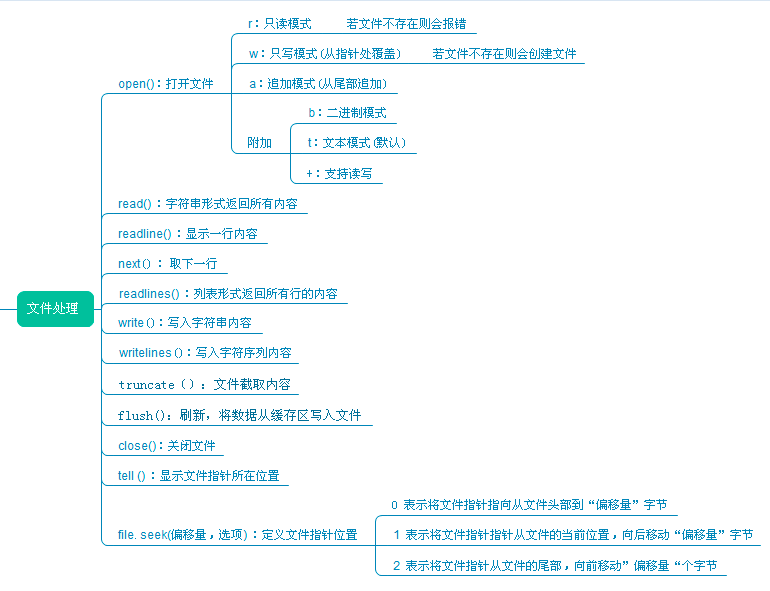 r：只读模式 若文件不存在则会报错
w：只写模式(从指针处覆盖） 若文件不存在则会创建文件
open()：打开文件
a：追加模式(从尾部追加）
b：二进制模式
附加
t：文本模式(默认）
+：支持读写
read()：字符串形式返回所有内容
readline()：显示一行内容
next()：取下一行
readlines()：列表形式返回所有行的内容
文件处理
write()：写入字符串内容
writelines()：写入字符序列内容
truncate（）：文件截取内容
flush()：刷新，将数据从缓存区写入文件
close()：关闭文件
tell ()：显示文件指针所在位置
0 表示将文件指针指向从文件头部到“偏移量”字节
file. seek(偏移量，选项)：定义文件指针位置
1 表示将文件指针指针从文件的当前位置，向后移动“偏移量”字节
2 表示将文件指针从文件的尾部，向前移动”偏移量“个字节